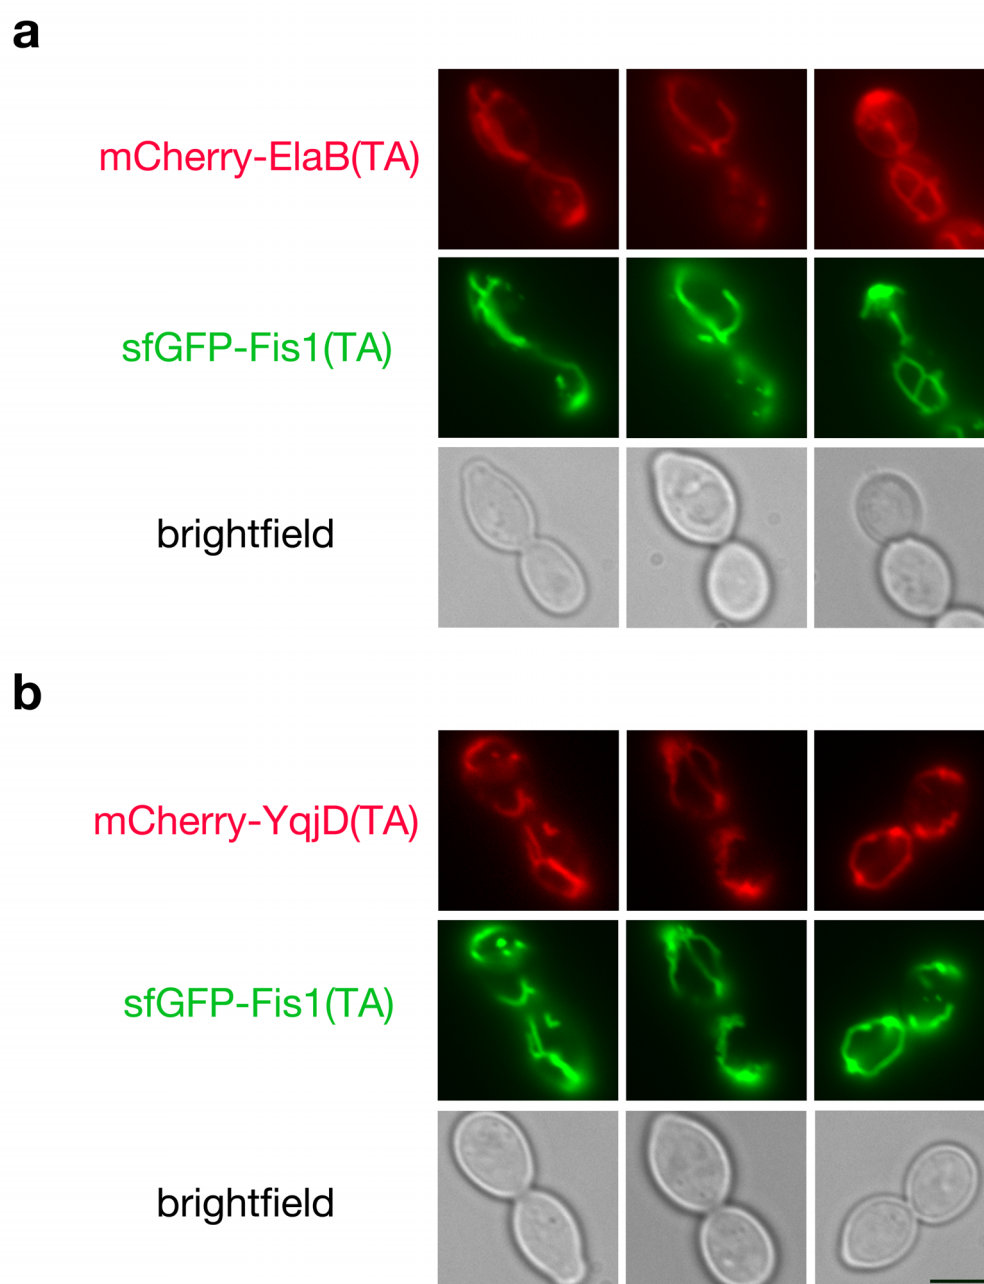 a
mCherry-ElaB(TA)
sfGFP-Fis1(TA)
brightfield
b
mCherry-YqjD(TA)
sfGFP-Fis1(TA)
brightfield